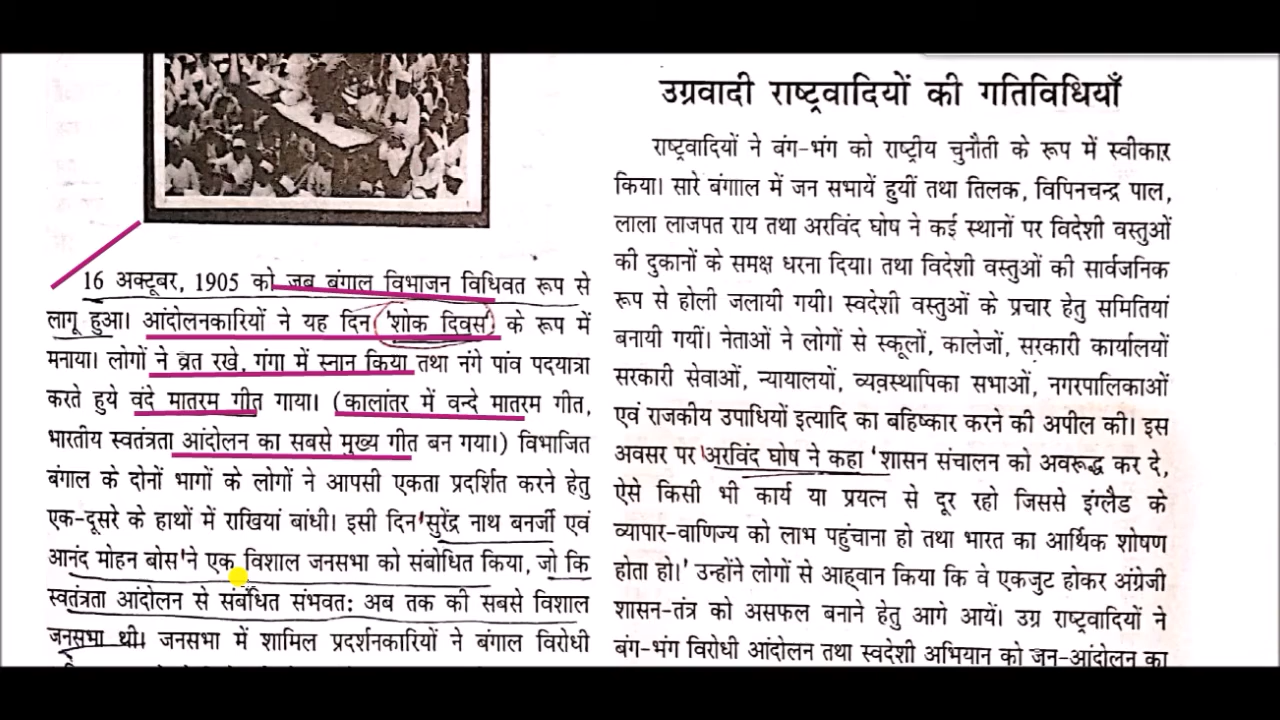 16 अक्टूबर, 1905 को जब बंगाल विभाजन विधिवत रूप से
लागू हुआ। आंदोलनकारियों ने यह दिन 'शोक दिवस' के रूप में
मनाया। लोगों ने व्रत रखे, गंगा में स्नान किया तथा नंगे पांव पदयात्रा
करते हुये वंदे मातरम गीत गाया। (कालांतर में वन्दे मातरम गीत,
भारतीय स्वतंत्रता आंदोलन का सबसे मुख्य गीत बन गया।) विभाजित
बंगाल के दोनों भागों के लोगों ने आपसी एकता प्रदर्शित करने हेतु
एक-दूसरे के हाथों में राखियां बांधी। इसी दिन सुरेंद्र नाथ बनर्जी एवं
आनंद मोहन बोस ने एक विशाल जनसभा को संबोधित किया, जो कि
स्वतंत्रता आंदोलन से संबंधित संभवत: अब तक की सबसे विशाल
जनसभा थी। जनसभा में शामिल प्रदर्शनकारियों ने बंगाल विरोधी
उग्रवादी राष्ट्रवादियों की गतिविधियाँ
राष्ट्रवादियों ने बंग-भंग को राष्ट्रीय चुनौती के रूप में स्वीकार
किया। सारे बंगााल में जन सभायें हुयीं तथा तिलक, विपिनचन्द्र पाल,
लाला लाजपत राय तथा अरविंद घोष ने कई स्थानों पर विदेशी वस्तुओं
की दुकानों के समक्ष धरना दिया। तथा विदेशी वस्तुओं की सार्वजनिक
रूप से होली जलायी गयी। स्वदेशी वस्तुओं के प्रचार हेतु समितियां
बनायी गयीं। नेताओं ने लोगों से स्कूलों, कालेजों, सरकारी कार्यालयों
सरकारी सेवाओं, न्यायालयों, व्यवस्थापिका सभाओं, नगरपालिकाओं
एवं राजकीय उपाधियों इत्यादि का बहिष्कार करने की अपील की। इस
अवसर पर अरविंद घोष ने कहा 'शासन संचालन को अवरूद्ध कर दे,
ऐसे किसी भी कार्य या प्रयत्न से दूर रहो जिससे इंग्लैड के
व्यापार-वाणिज्य को लाभ पहुंचाना हो तथा भारत का आर्थिक शोषण
होता हो।' उन्होंने लोगों से आह्वान किया कि वे एकजुट होकर अंग्रेजी
शासन-तंत्र को असफल बनाने हेतु आगे आयें। उग्र राष्ट्रवादियों ने
बंग-भंग विरोधी आंदोलन तथा स्वदेशी अभियान को जन-आंदोलन का